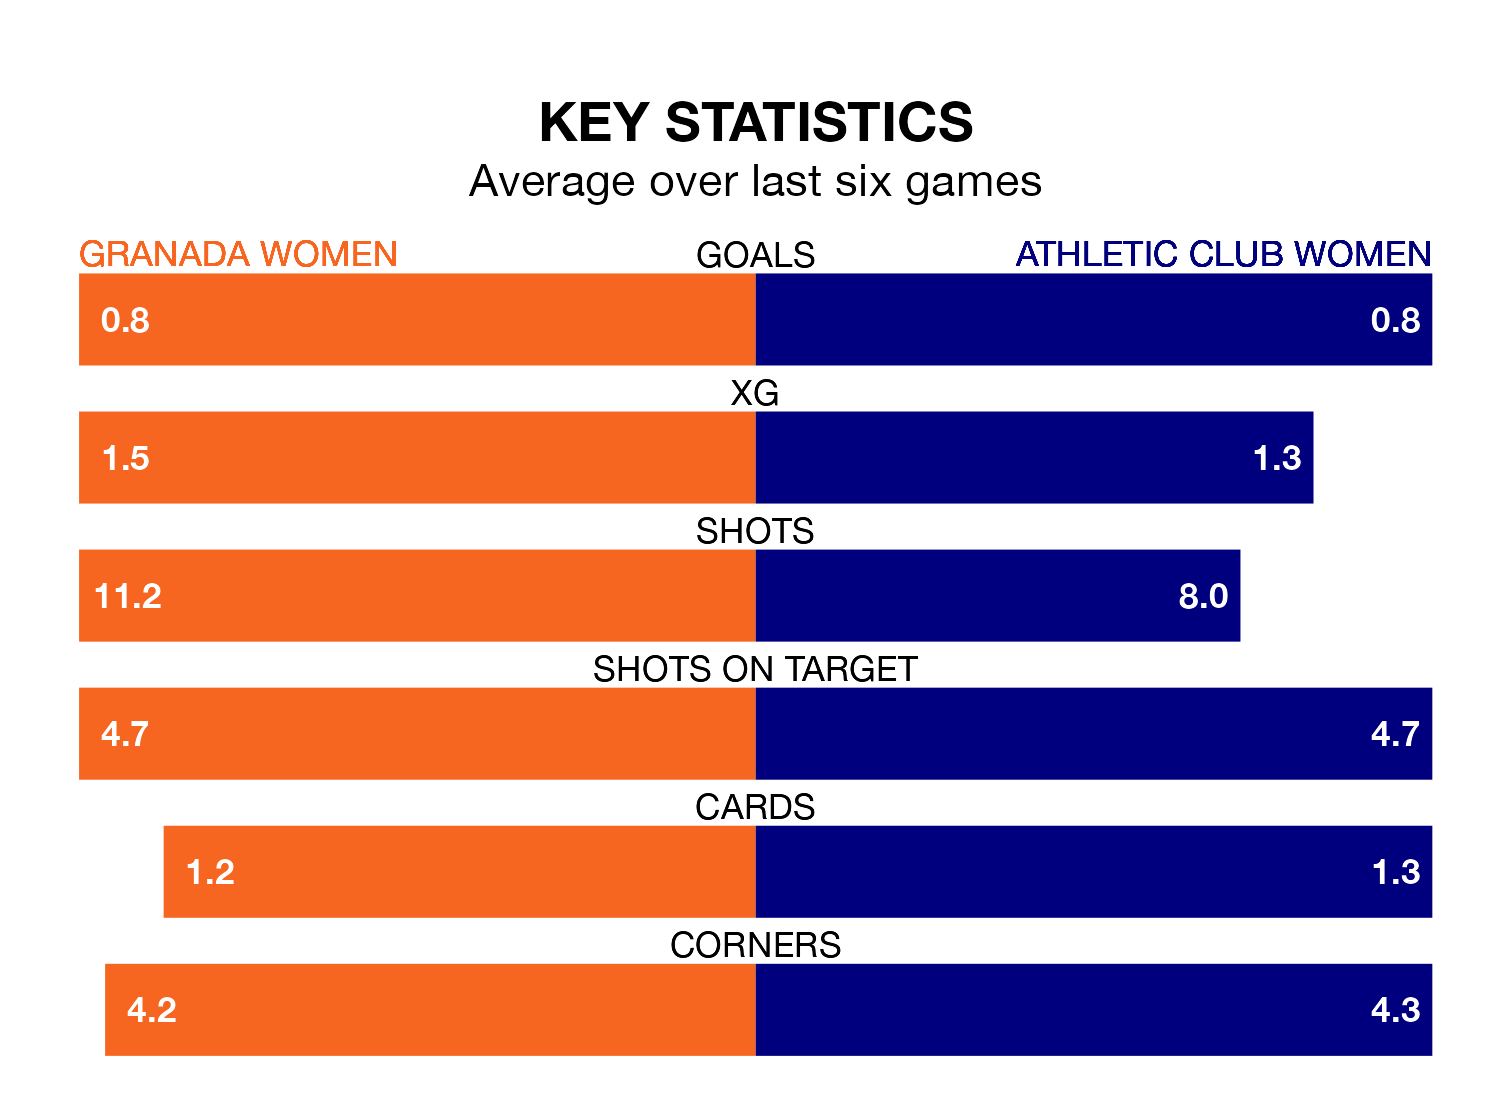 KEY STATISTICS
Average over last six games
GRANADA WOMEN GOALS ATHLETIC CLUB WOMEN
0.8 0.8
XG
1.5 1.3
SHOTS
11.2 8.0
SHOTS ON TARGET
4.7 4.7
CARDS
1.2 1.3
CORNERS
4.2 4.3